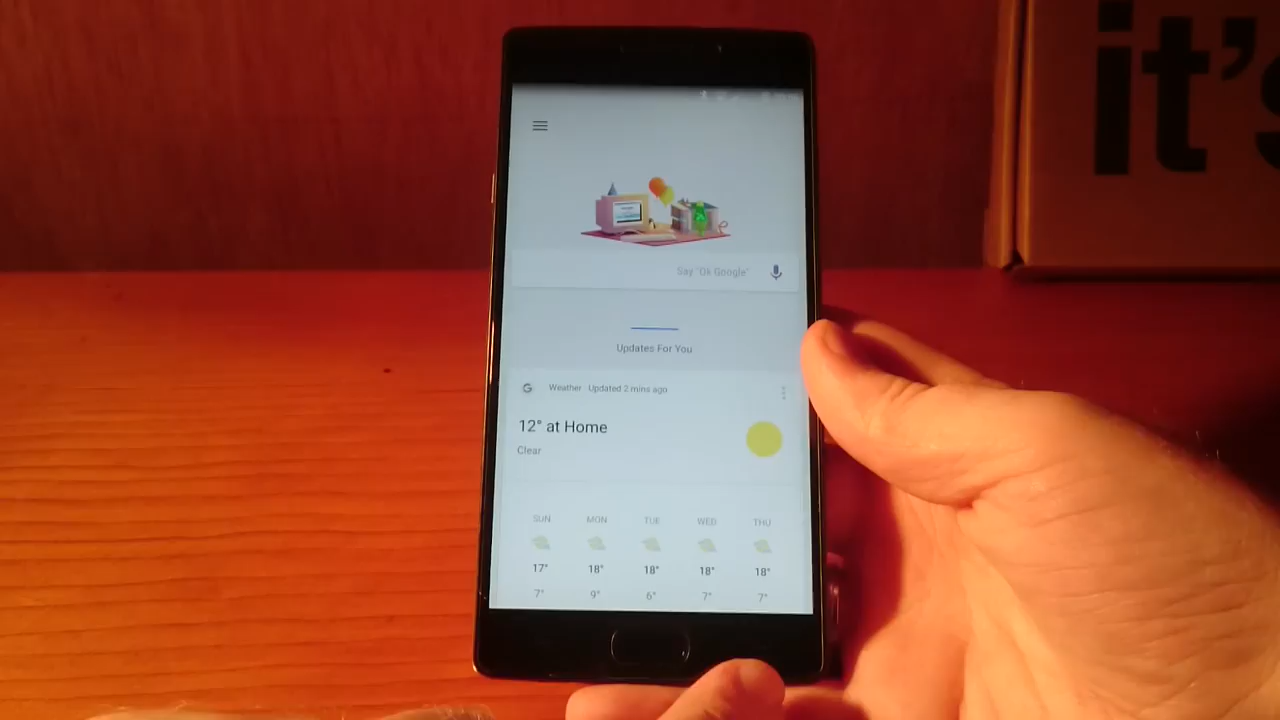 it's
Say "Ok Google"
Updates For You
G Weather Updated 2 mins ago
12° at Home
Clear
SUN MON TUE WED THU
17° 18° 18° 18° 18°
7° 9° 6° 7° 7°